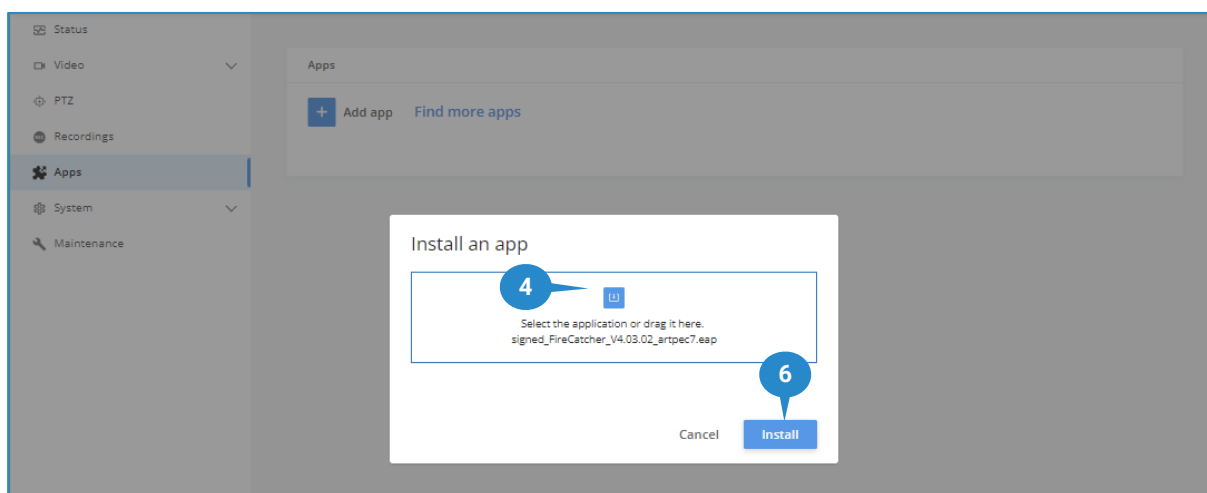 Status
Video
PTZ
Recordings
Apps
System
Maintenance
Apps
Add app Find more apps
Install an app
4
Select the application or drag it here.
signed_FireCatcher_V4.03.02_artpec7.eap
6
Cancel Install